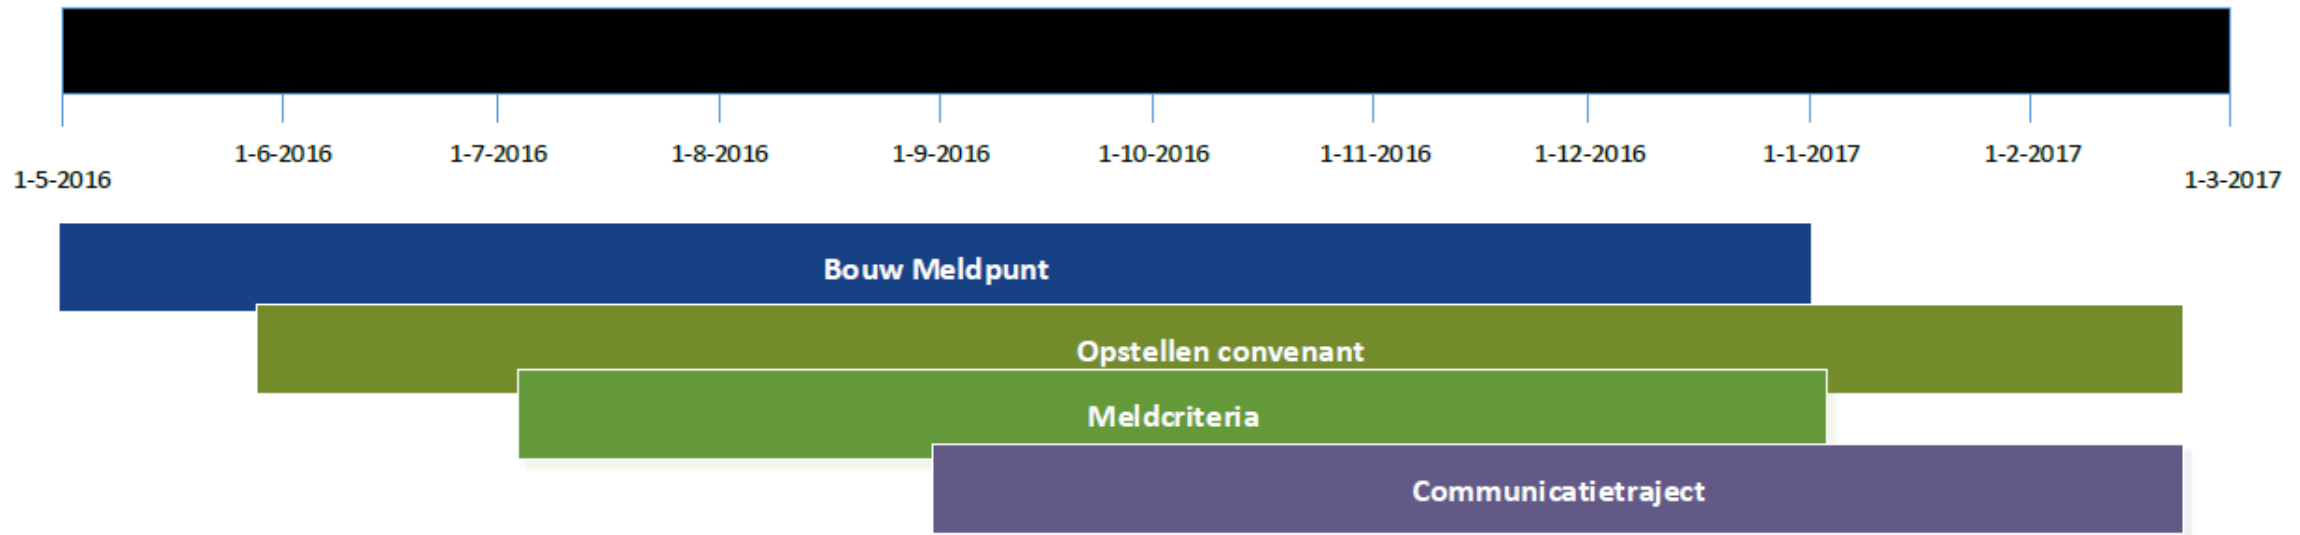 1-6-2016 1-7-2016 1-8-2016 1-9-2016 1-10-2016 1-11-2016 1-12-2016 1-1-2017 1-2-2017
1-5-2016 1-3-2017
Bouw Meldpunt
Opstellen convenant
Meldcriteria
Communicatietraject